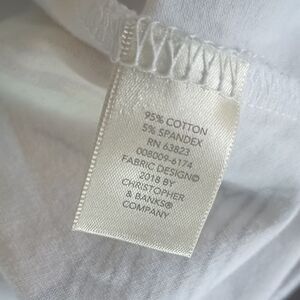 95% COTTON
5% SPANDEX
RN 63823
008009-6174
FABRIC DESIGN©
2018 BY
CHRISTOPHER
& BANKS®
COMPANY